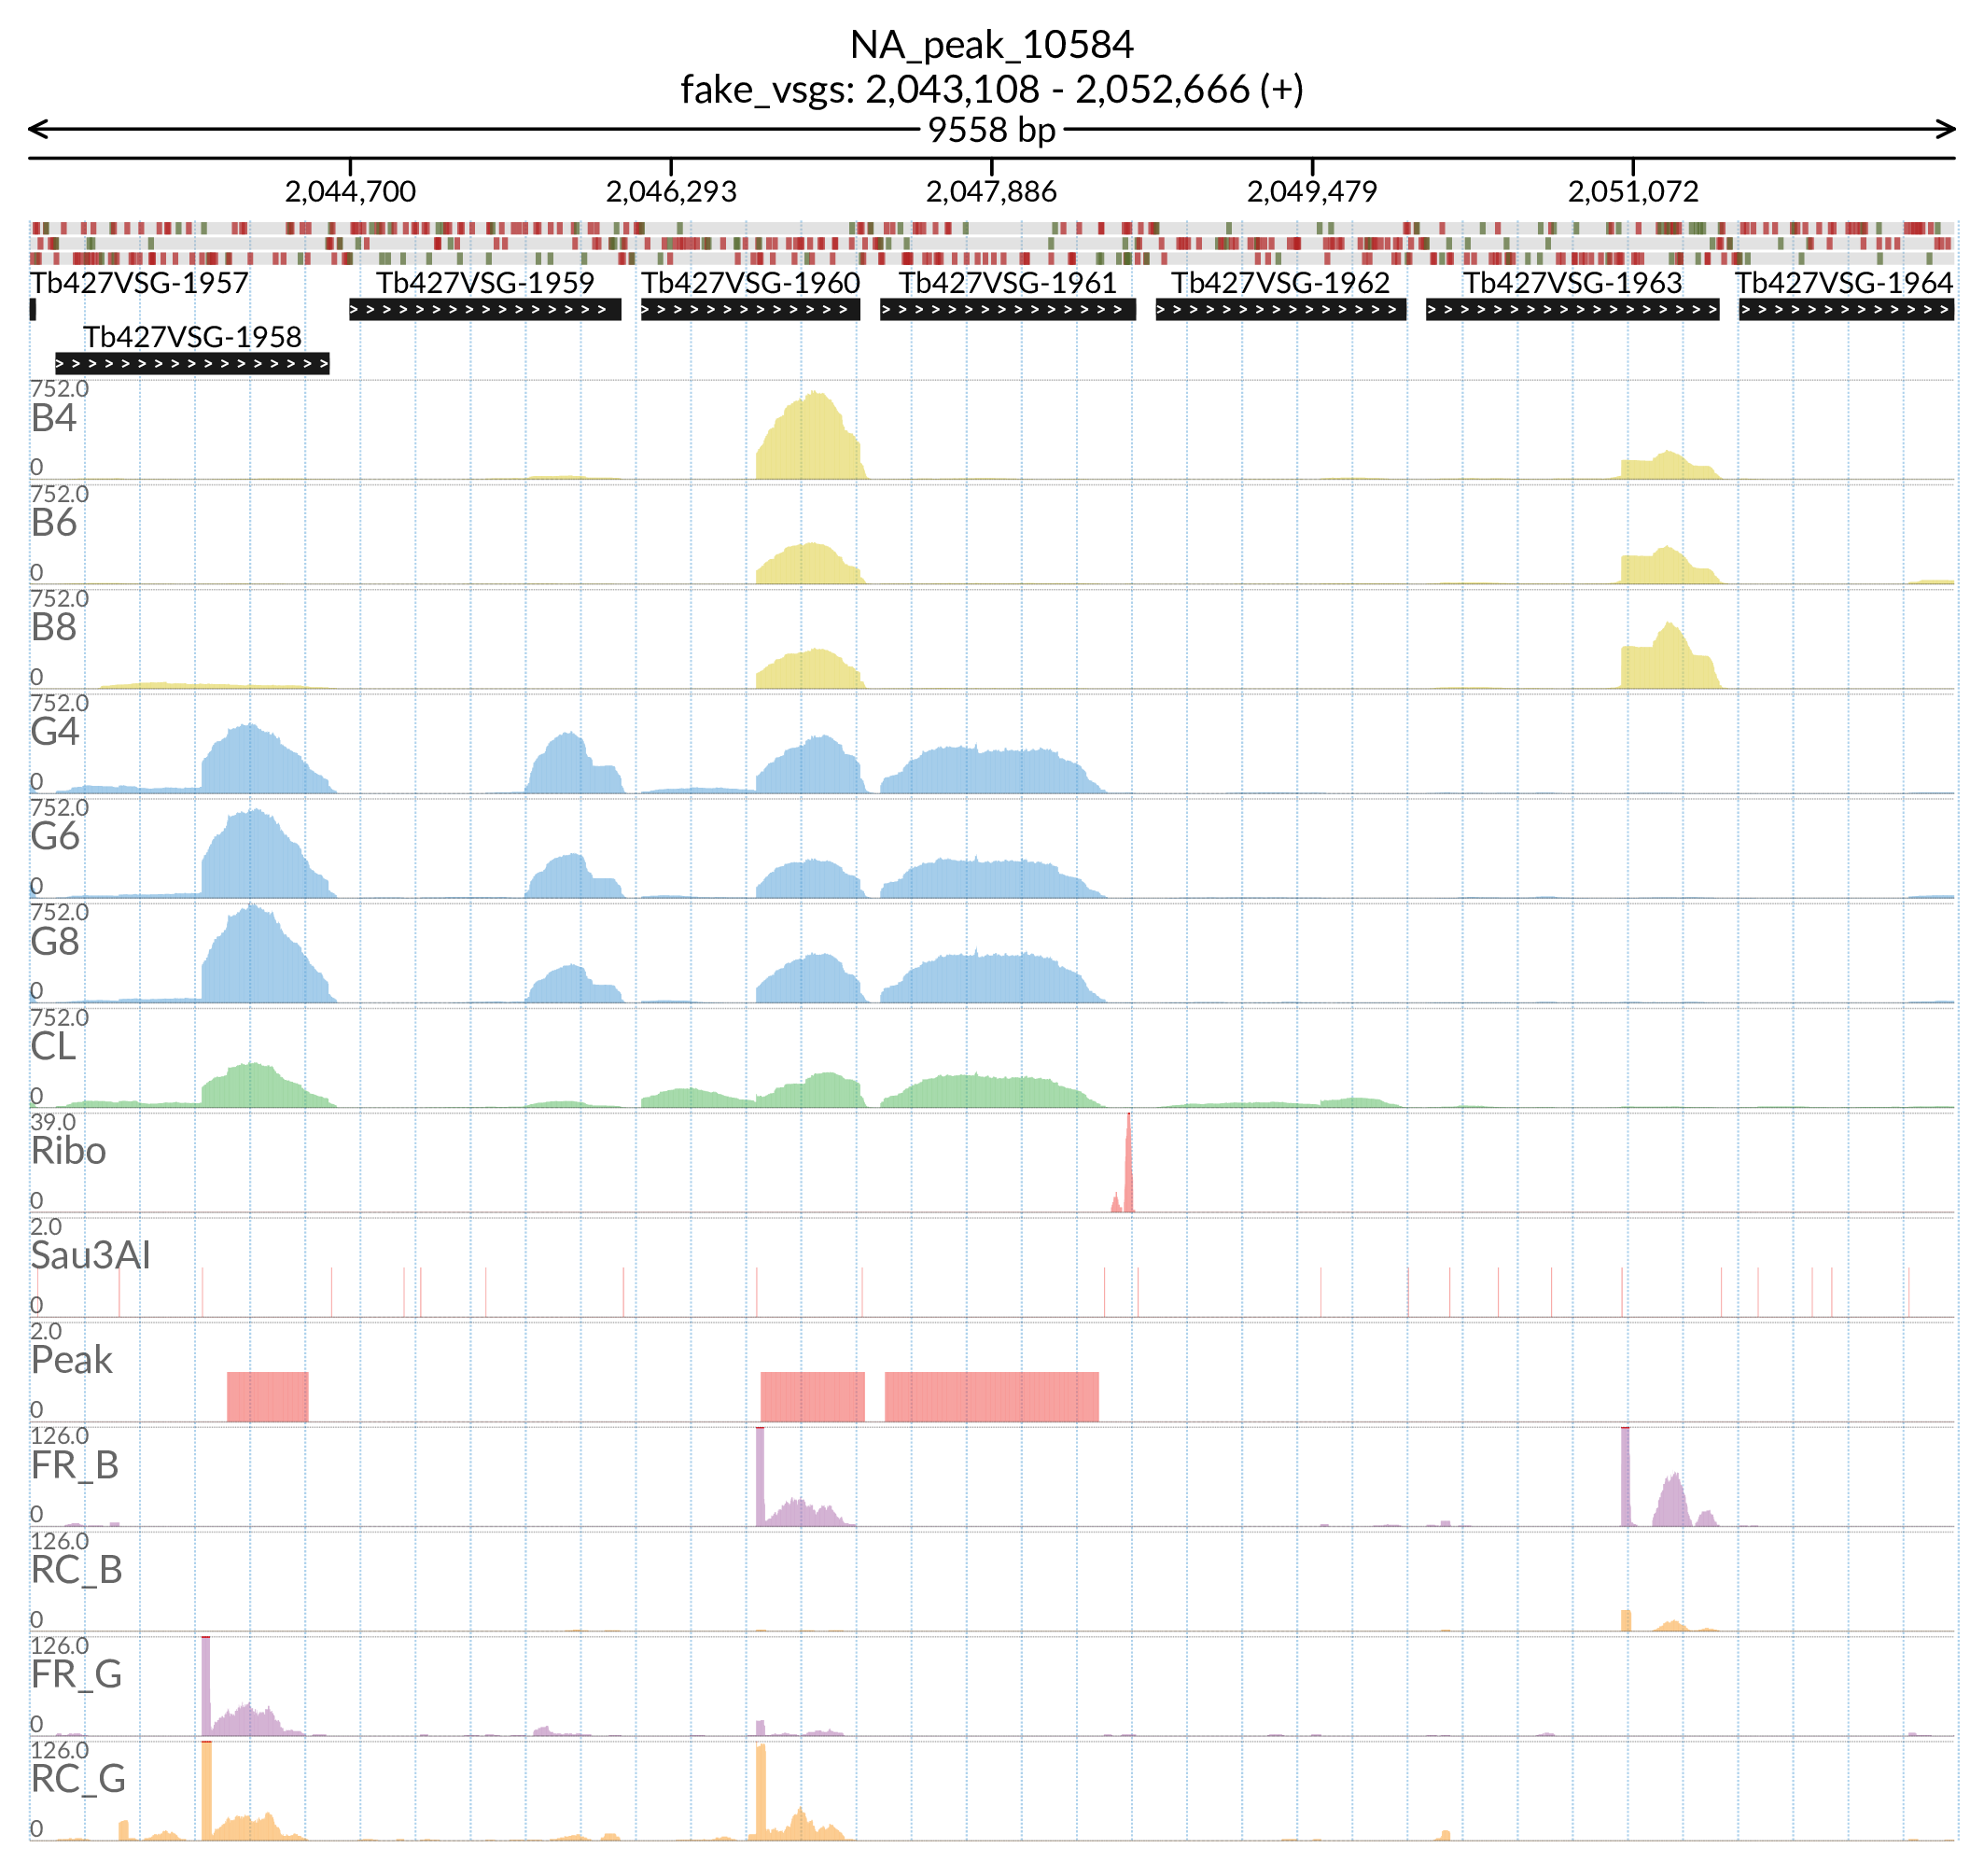 NA_peak_10584
fake_vsgs: 2,043,108 - 2,052,666 (+)
9558 bp
2,044,700 2,046,293 2,047,886 2,049,479 2,051,072
Tb427VSG-1957 Tb427VSG-1959 Tb427VSG-1960 Tb427VSG-1961 Tb427VSG-1962 Tb427VSG-1963 Tb427VSG-1964
Tb427VSG-1958
752.0
B4
0
752.0
B6
0
752.0
B8
0
752.0
G4
0
752.0
G6
0
752.0
G8
0
752.0
CL
0
39.0
Ribo
0
2.0
Sau3AI
0
2.0
Peak
0
126.0
FR_B
0
126.0
RC_B
0
126.0
FR_G
0
126.0
RC_G
0